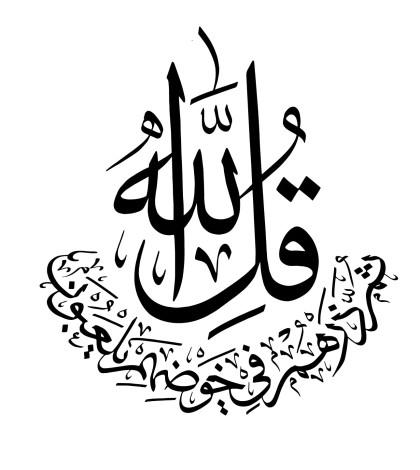 قُلِ اللَّهُ
ثُمَّ ذَرْهُمْ فِي خَوْضِهِمْ يَلْعَبُونَ